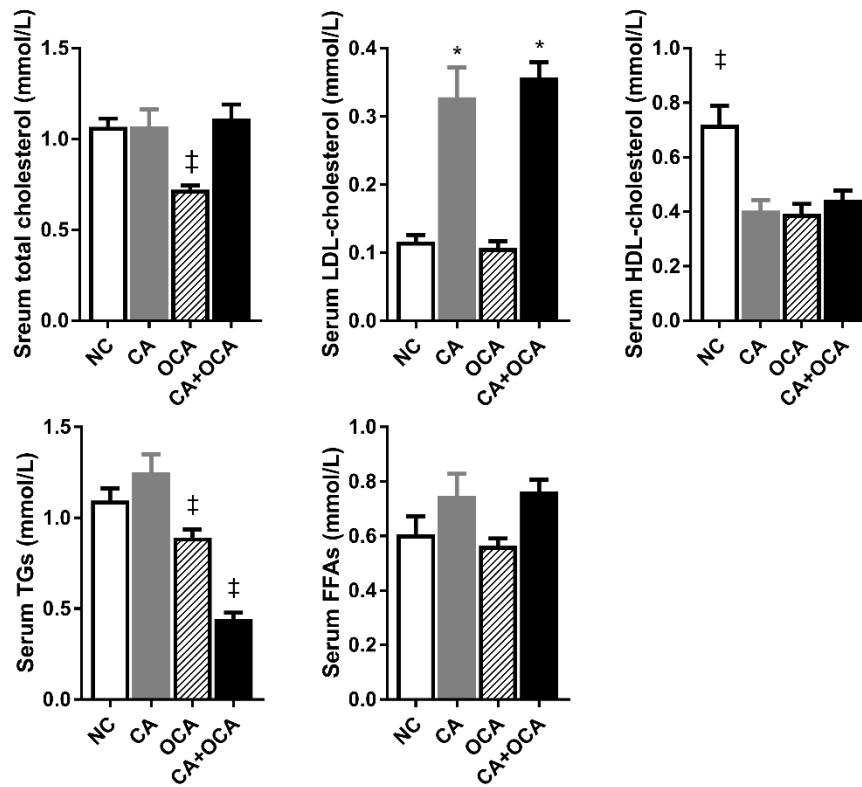 Sreum total cholesterol (mmol/L)
1.5
1.0
0.5
0.0
‡
NC
CA
OCA
CA+OCA
Serum LDL-cholesterol (mmol/L)
0.4
0.3
0.2
0.1
0.0
*
*
NC
CA
OCA
CA+OCA
Serum HDL-cholesterol (mmol/L)
1.0
0.8
0.6
0.4
0.2
0.0
‡
NC
CA
OCA
CA+OCA
Serum TGs (mmol/L)
1.5
1.0
0.5
0.0
‡
‡
NC
CA
OCA
CA+OCA
Serum FFAs (mmol/L)
1.0
0.8
0.6
0.4
0.2
0.0
NC
CA
OCA
CA+OCA